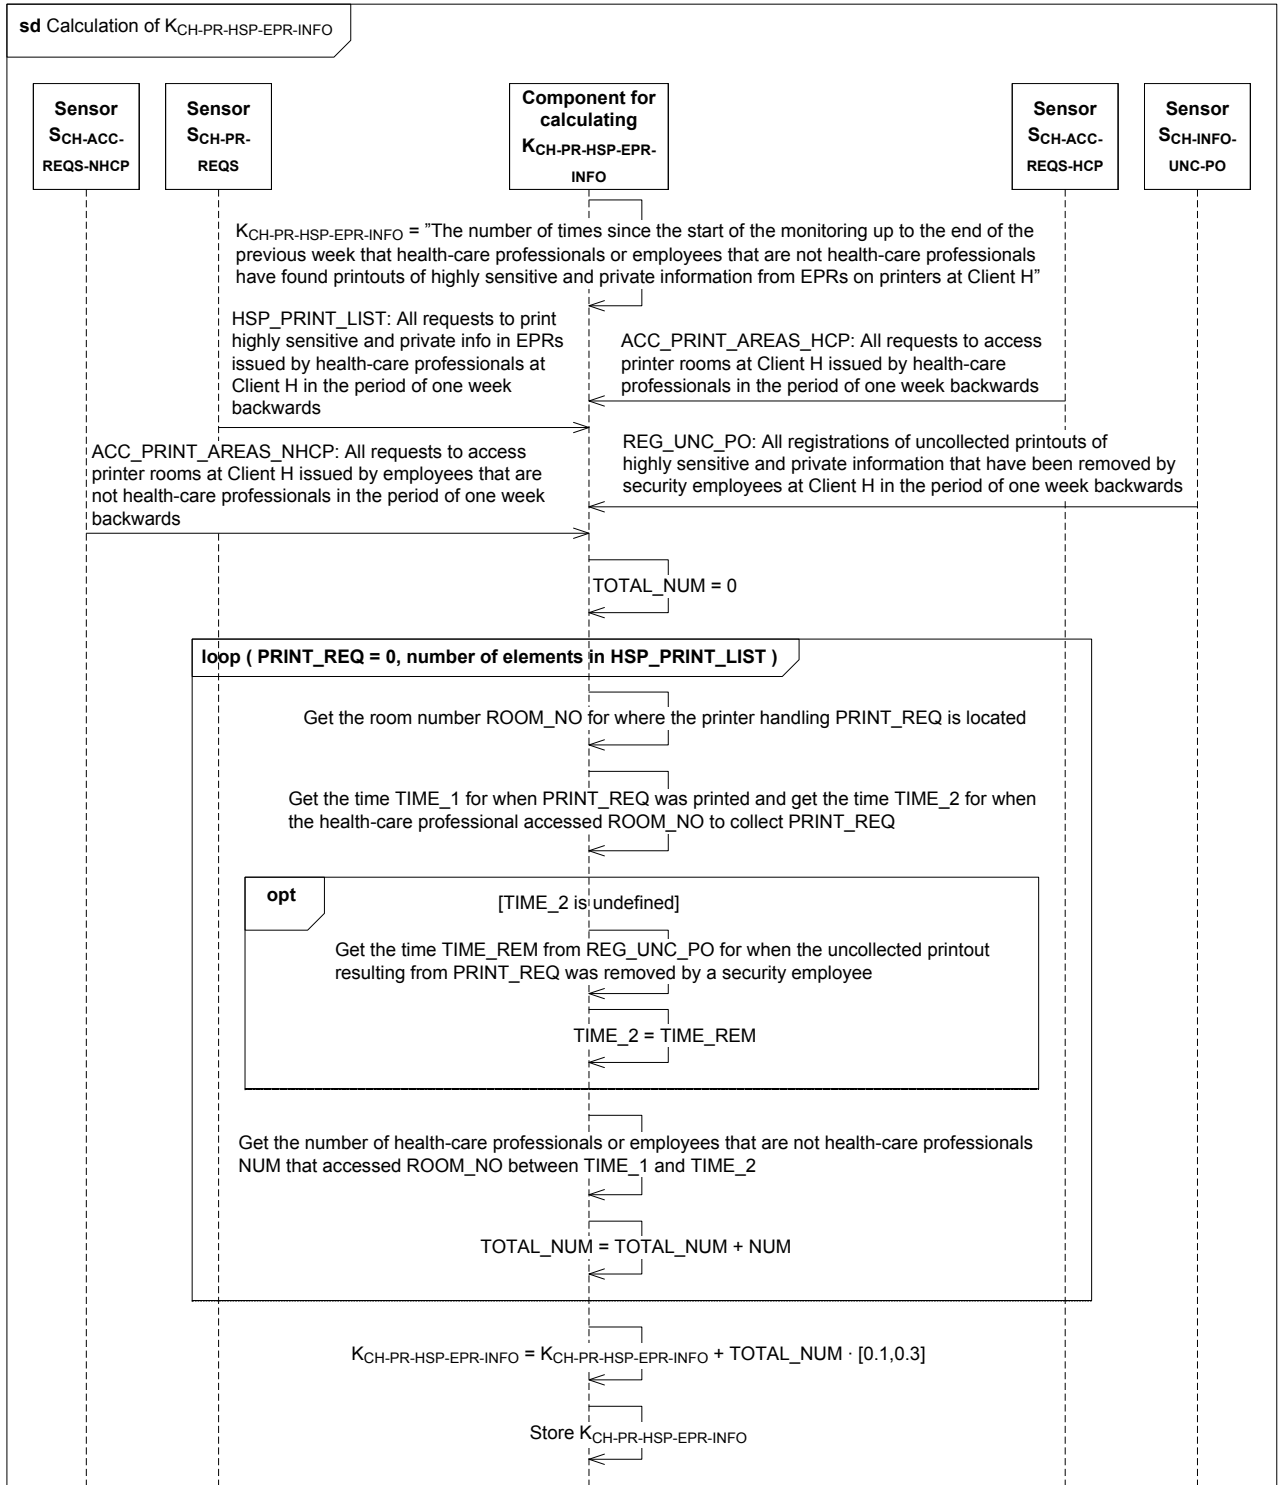 sd Calculation of KCH-PR-HSP-EPR-INFO
Sensor
SCH-ACC-
REQS-NHCP
Sensor
SCH-PR-
REQS
Component for
calculating
KCH-PR-HSP-EPR-
INFO
Sensor
SCH-ACC-
REQS-HCP
Sensor
SCH-INFO-
UNC-PO
KCH-PR-HSP-EPR-INFO = ”The number of times since the start of the monitoring up to the end of the
previous week that health-care professionals or employees that are not health-care professionals
have found printouts of highly sensitive and private information from EPRs on printers at Client H”
HSP_PRINT_LIST: All requests to print
highly sensitive and private info in EPRs
issued by health-care professionals at
Client H in the period of one week
backwards
ACC_PRINT_AREAS_HCP: All requests to access
printer rooms at Client H issued by health-care
professionals in the period of one week backwards
ACC_PRINT_AREAS_NHCP: All requests to access
printer rooms at Client H issued by employees that are
not health-care professionals in the period of one week
backwards
REG_UNC_PO: All registrations of uncollected printouts of
highly sensitive and private information that have been removed by
security employees at Client H in the period of one week backwards
TOTAL_NUM = 0
loop ( PRINT_REQ = 0, number of elements in HSP_PRINT_LIST )
Get the room number ROOM_NO for where the printer handling PRINT_REQ is located
Get the time TIME_1 for when PRINT_REQ was printed and get the time TIME_2 for when
the health-care professional accessed ROOM_NO to collect PRINT_REQ
opt
[TIME_2 is undefined]
Get the time TIME_REM from REG_UNC_PO for when the uncollected printout
resulting from PRINT_REQ was removed by a security employee
TIME_2 = TIME_REM
Get the number of health-care professionals or employees that are not health-care professionals
NUM that accessed ROOM_NO between TIME_1 and TIME_2
TOTAL_NUM = TOTAL_NUM + NUM
KCH-PR-HSP-EPR-INFO = KCH-PR-HSP-EPR-INFO + TOTAL_NUM · [0.1,0.3]
Store KCH-PR-HSP-EPR-INFO